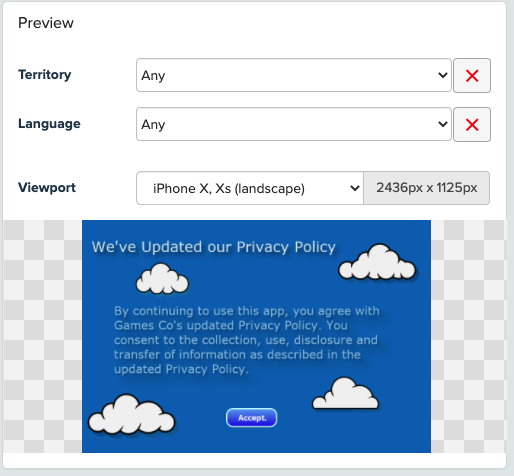 Preview
Territory
Any
Language
Any
Viewport
iPhone X, Xs (landscape)
2436px x 1125px
We've Updated our Privacy Policy
By continuing to use this app, you agree with
Games Co's updated Privacy Policy. You
consent to the collection, use, disclosure and
transfer of information as described in the
updated Privacy Policy.
Accept.